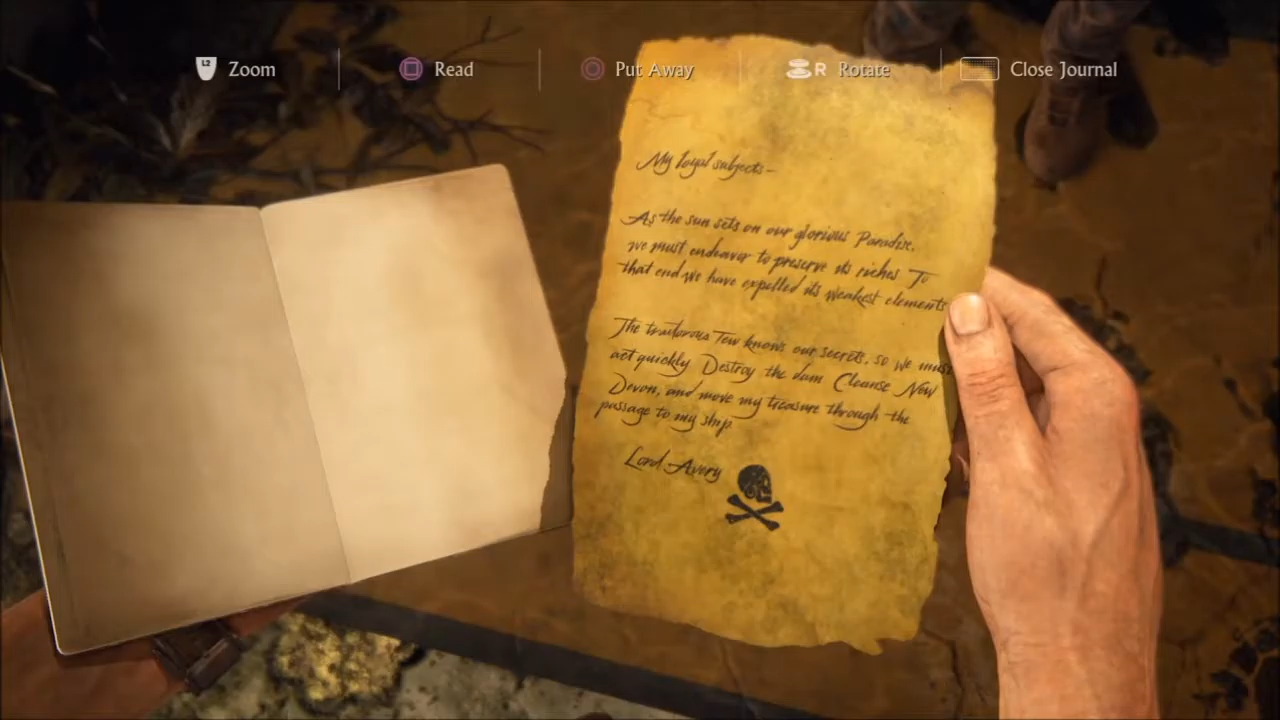 L2 Zoom
Read
Put Away
R Rotate
Close Journal
My loyal subjects-
As the sun sets on our glorious Paradise,
we must endeavor to preserve its riches To
that end we have expelled its weakest elements
The traitorous Tew knows our secrets, so we must
act quickly Destroy the dam Cleanse New
Devon, and move my treasure through the
passage to my ship.
Lord Avery